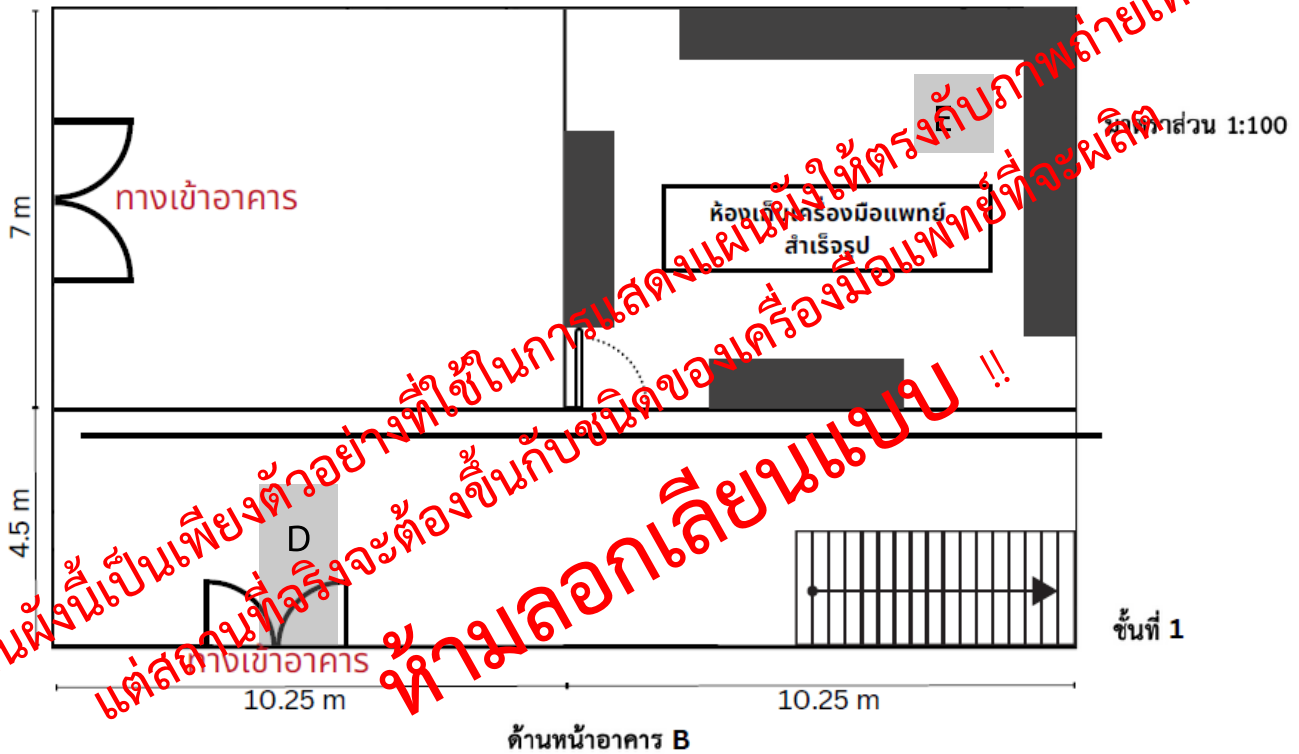 นผังนี้เป็นเพียงตัวอย่างที่ใช้ในการแสดงแผนผังให้ตรงกับภาพถ่าย
แต่สถานที่จริงจะต้องขึ้นกับชนิดของเครื่องมือแพทย์ที่จะผลิต
ห้ามลอกเลียนแบบ !!
E
มาตราส่วน 1:100
ทางเข้าอาคาร
7 m
ห้องเก็บเครื่องมือแพทย์
สำเร็จรูป
4.5 m
D
ชั้นที่ 1
ทางเข้าอาคาร
10.25 m
10.25 m
ด้านหน้าอาคาร B